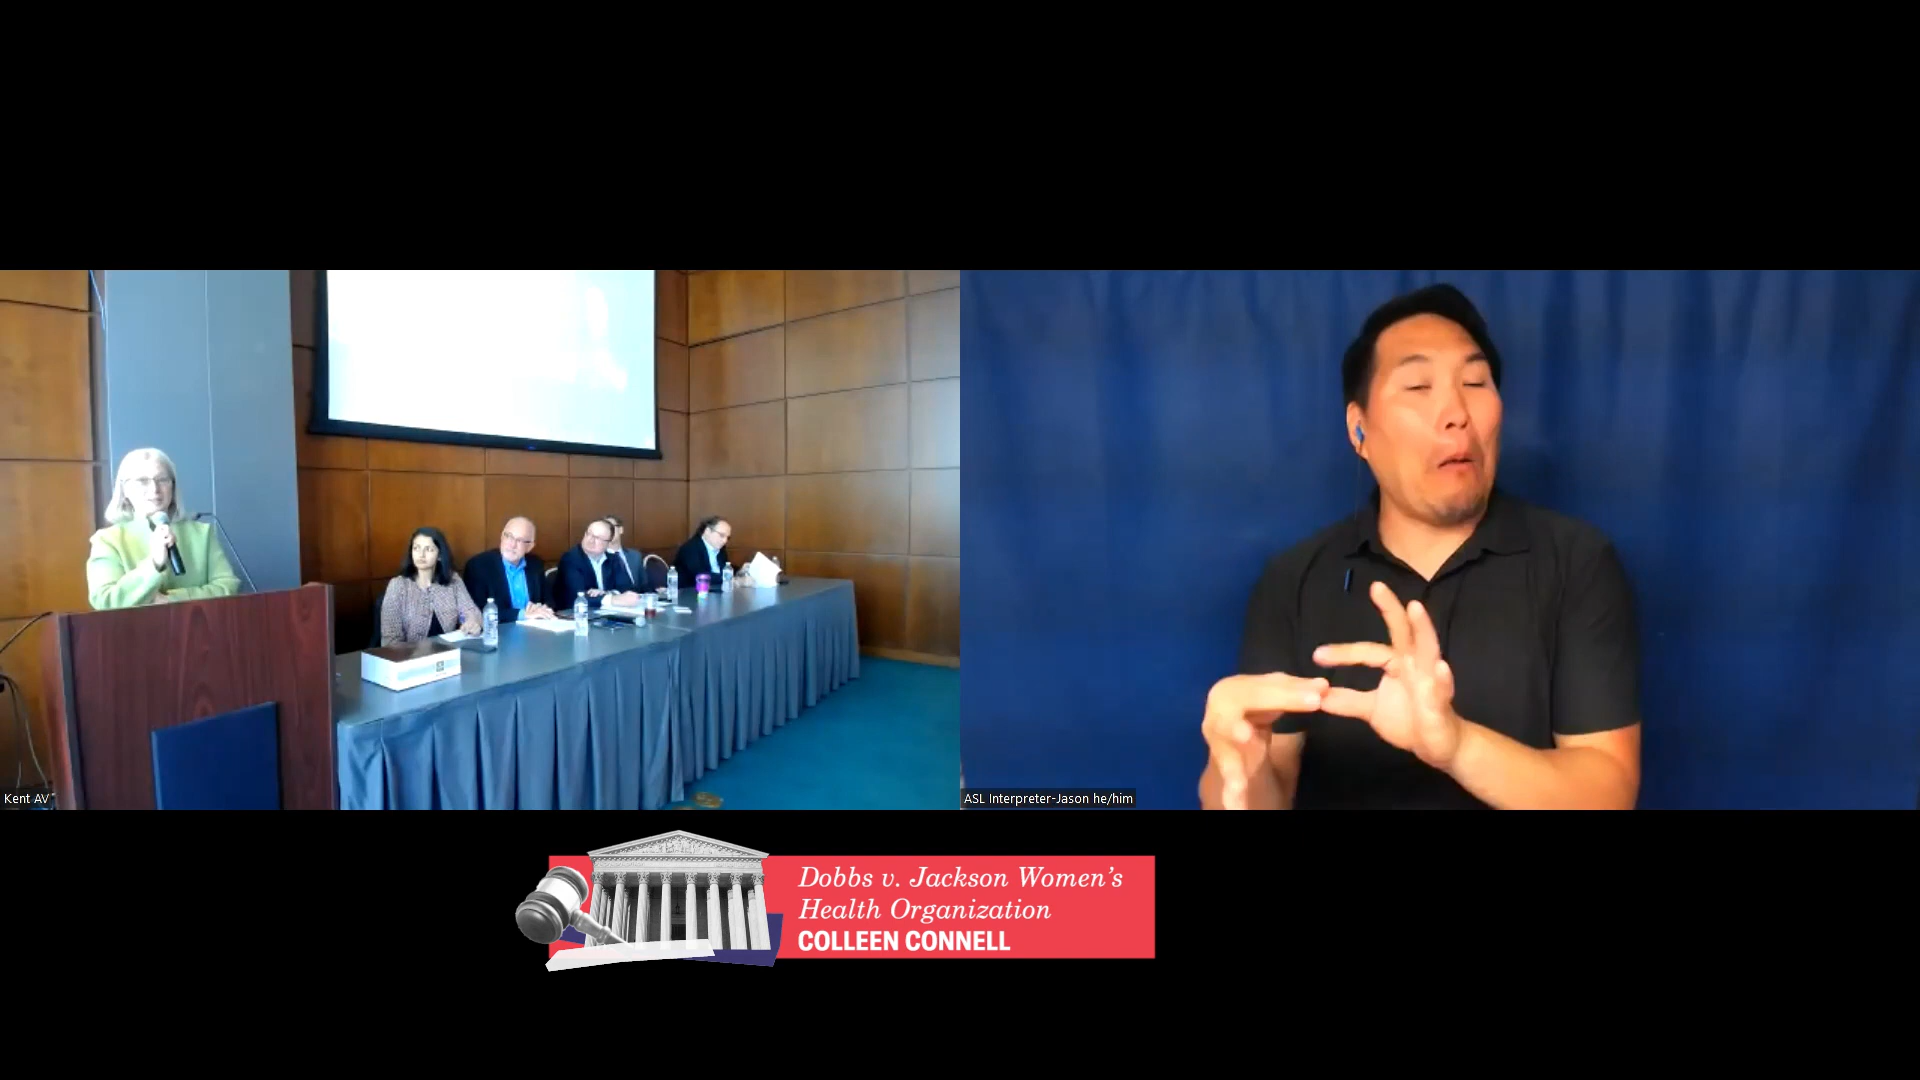 Kent AV
ASL Interpreter-Jason he/him
Dobbs v. Jackson Women's
Health Organization
COLLEEN CONNELL